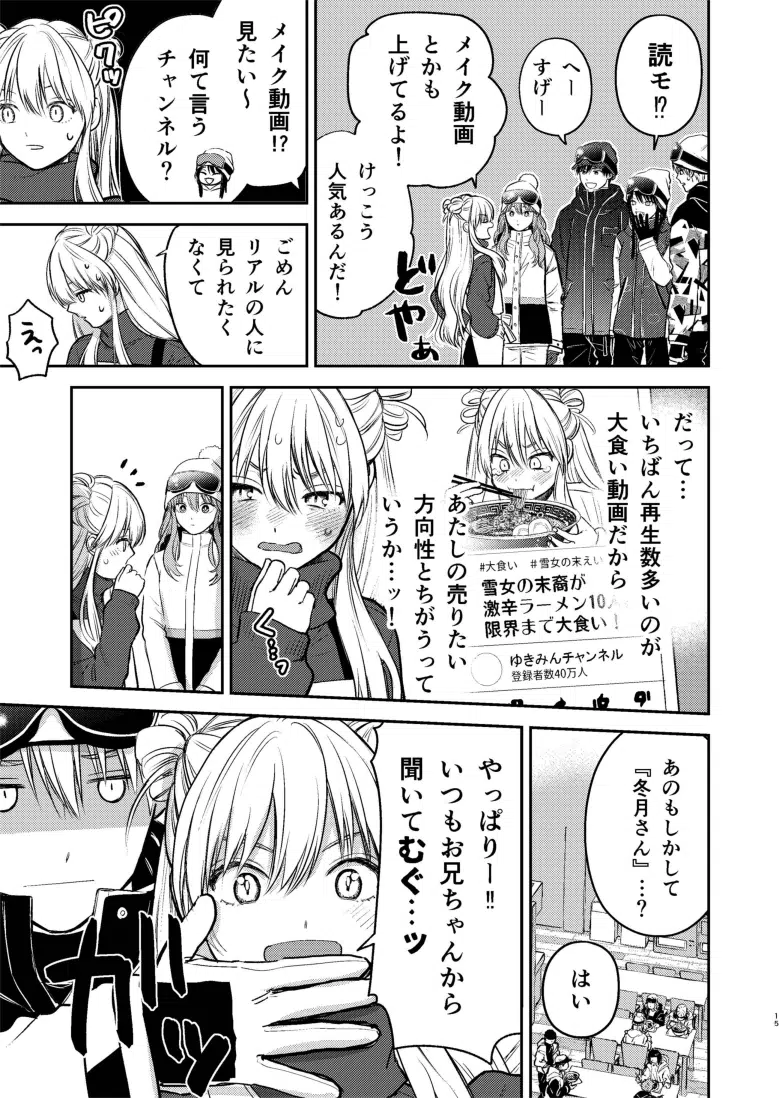 読モ!?
へー
すげー
メイク動画
とかも
上げてるよ！
けっこう
人気あるんだ！
どやぁ
メイク動画!?
見たい～
何て言う
チャンネル？
ピクッ
ごめん
リアルの人に
見られたく
なくて
えっ
だって…
いちばん再生数多いのが
大食い動画だから
#大食い #雪女の末えい
雪女の末裔が
激辛ラーメン10人
限界まで大食い！
ゆきみんチャンネル
登録者数40万人
あたしの売りたい
方向性とちがうって
いうか…ッ！
くっ…
あのもしかして
『冬月さん』…？
はい
やっぱりー!!
いつもお兄ちゃんから
聞いてむぐ…ッ
ガッ
15